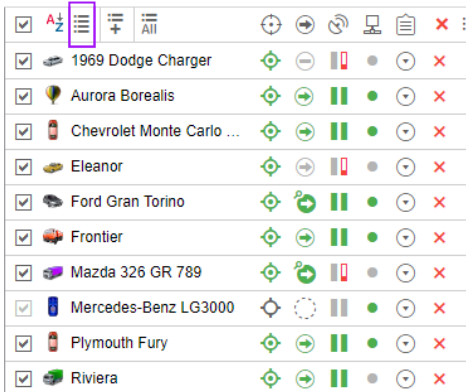 AZ All
1969 Dodge Charger
Aurora Borealis
Chevrolet Monte Carlo ...
Eleanor
Ford Gran Torino
Frontier
Mazda 326 GR 789
Mercedes-Benz LG3000
Plymouth Fury
Riviera